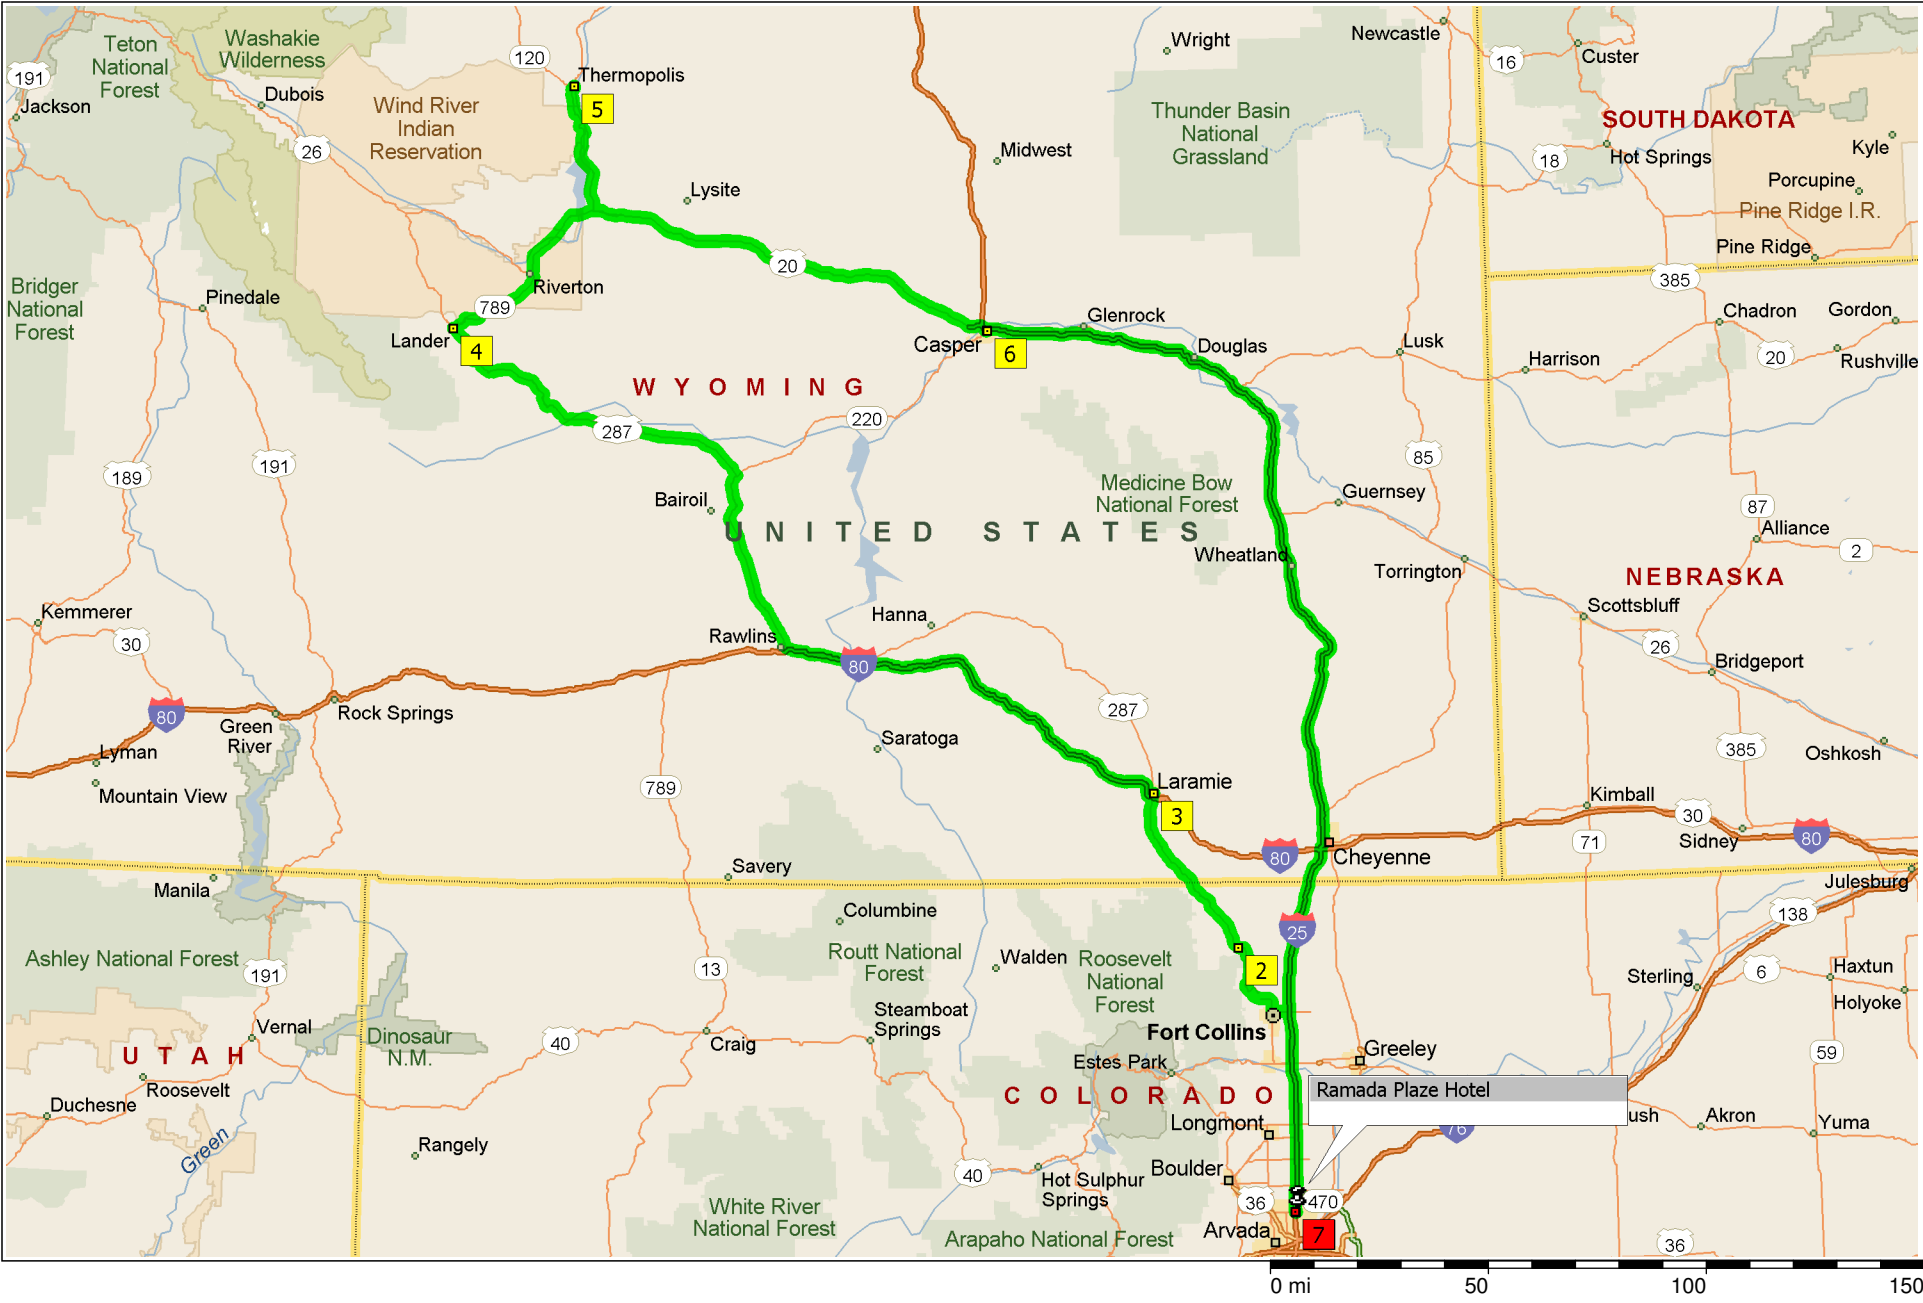 Teton
National
Forest
Washakie
Wilderness
120
Wright
Newcastle
16
Custer
191
Jackson
Dubois
Thermopolis
5
Wind River
Indian
Reservation
26
Thunder Basin
National
Grassland
SOUTH DAKOTA
Midwest
18
Hot Springs
Kyle
Lysite
Porcupine
Pine Ridge I.R.
Pine Ridge
20
385
Bridger
National
Forest
Pinedale
Riverton
789
Lander
4
Casper
6
Glenrock
Douglas
Lusk
Chadron
Gordon
Harrison
20
Rushville
W Y O M I N G
287
220
85
191
189
Bairoil
Medicine Bow
National Forest
Guernsey
87
Alliance
2
U N I T E D S T A T E S
Wheatland
Torrington
NEBRASKA
Scottsbluff
Kemmerer
30
Rawlins
Hanna
80
26
Bridgeport
80
Green
River
Rock Springs
287
Saratoga
385
Oshkosh
Lyman
Mountain View
789
Laramie
3
Kimball
30
Sidney
80
71
80
Cheyenne
Manila
Savery
Julesburg
138
Columbine
25
Ashley National Forest
191
Routt National
Forest
Walden
Roosevelt
National
Forest
2
13
Sterling
6
Haxtun
Holyoke
Steamboat
Springs
Vernal
Dinosaur
N.M.
40
Craig
Fort Collins
U T A H
Estes Park
Greeley
59
Roosevelt
Duchesne
C O L O R A D O
Ramada Plaze Hotel
ush
Akron
Yuma
76
Longmont
Green
Rangely
Boulder
40
Hot Sulphur
Springs
36
470
White River
National Forest
Arapaho National Forest
Arvada
7
36
0 mi
50
100
150